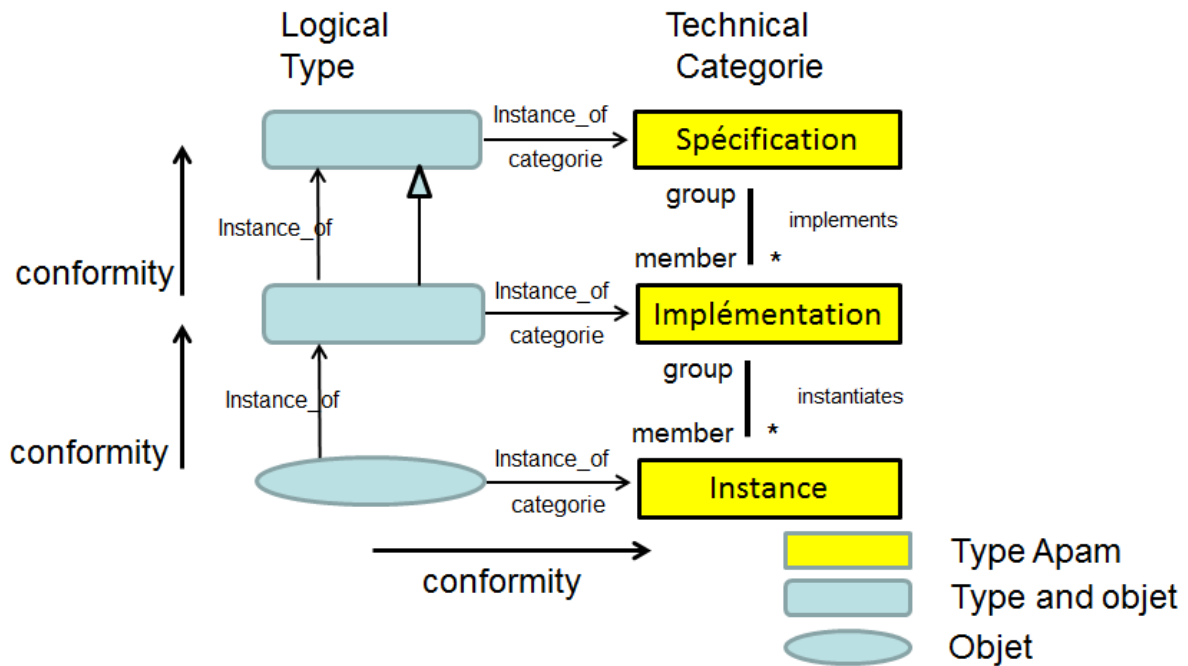 Logical
Type
Technical
Categorie
Instance_of
categorie
Spécification
group
implements
Instance_of
member *
conformity
Instance_of
categorie
Implémentation
group
instantiates
Instance_of
member *
conformity
Instance_of
categorie
Instance
conformity
Type Apam
Type and objet
Objet